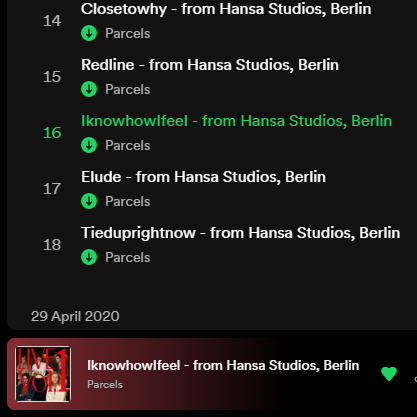 14
Closetowhy - from Hansa Studios, Berlin
Parcels
15
Redline - from Hansa Studios, Berlin
Parcels
16
Iknowhowlfeel - from Hansa Studios, Berlin
Parcels
17
Elude - from Hansa Studios, Berlin
Parcels
18
Tieduprightnow - from Hansa Studios, Berlin
Parcels
29 April 2020
Iknowhowlfeel - from Hansa Studios, Berlin
Parcels